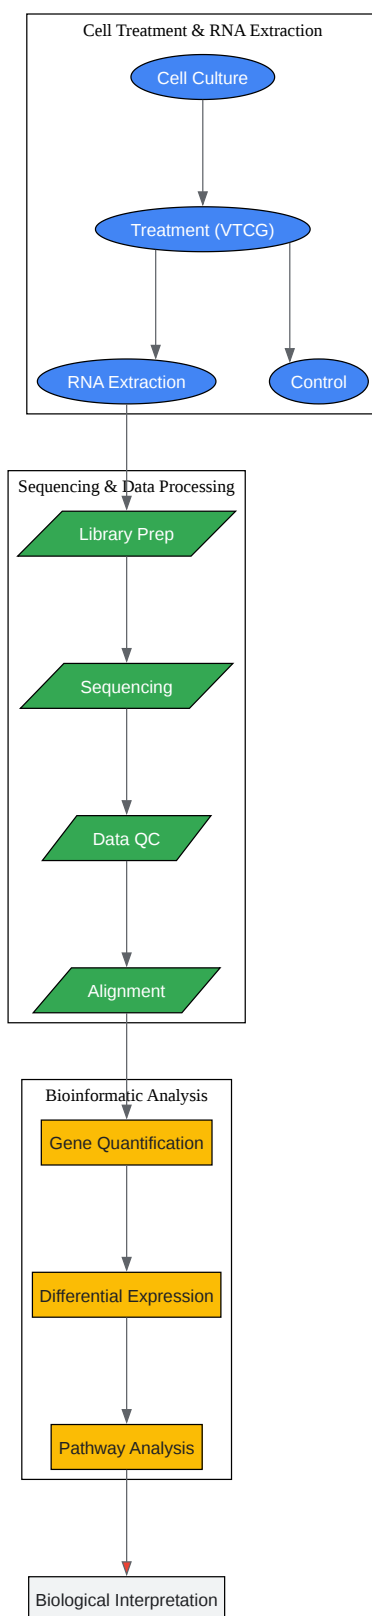 Cell Treatment & RNA Extraction
Cell Culture
Treatment (VTCG)
RNA Extraction
Control
Sequencing & Data Processing
Library Prep
Sequencing
Data QC
Alignment
Bioinformatic Analysis
Gene Quantification
Differential Expression
Pathway Analysis
Biological Interpretation